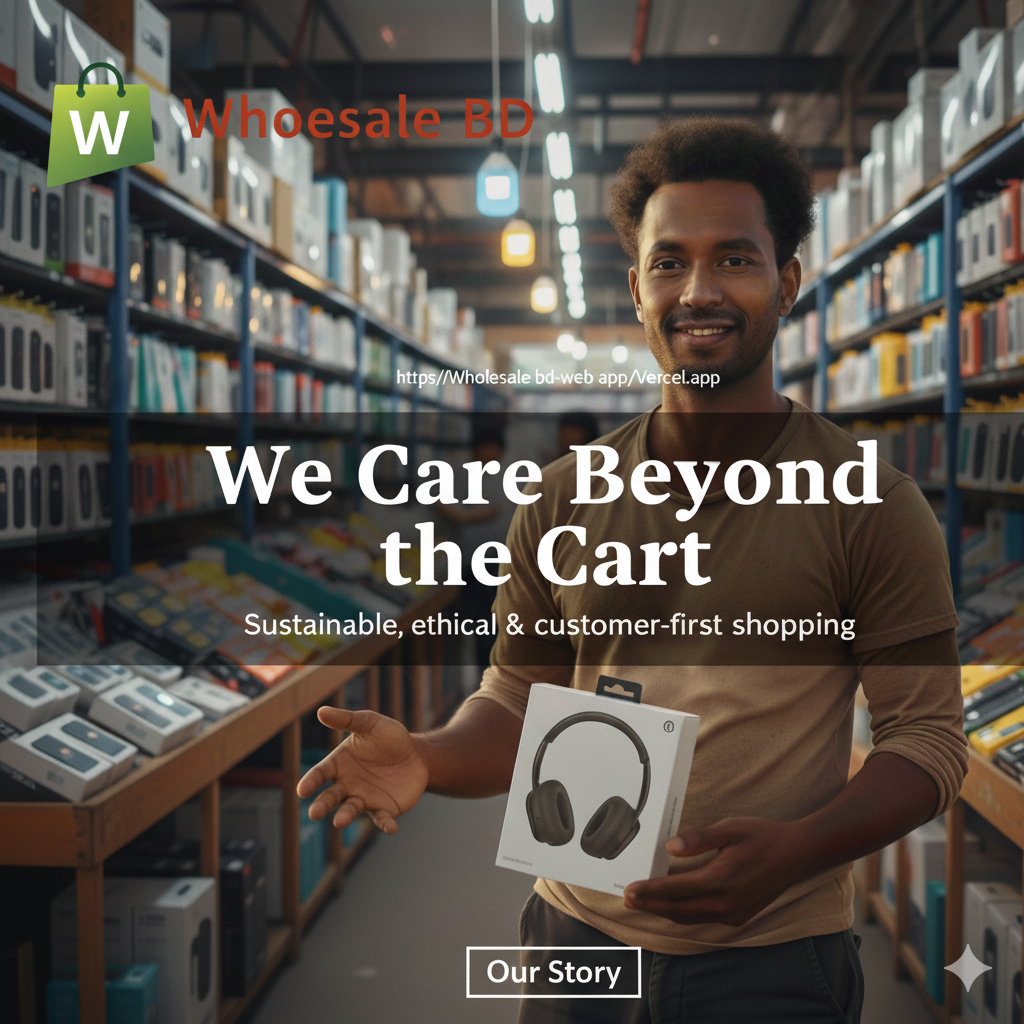 W
Whoesale BD
https//Wholesale bd-web app/Vercel.app
We Care Beyond
the Cart
Sustainable, ethical & customer-first shopping
Our Story